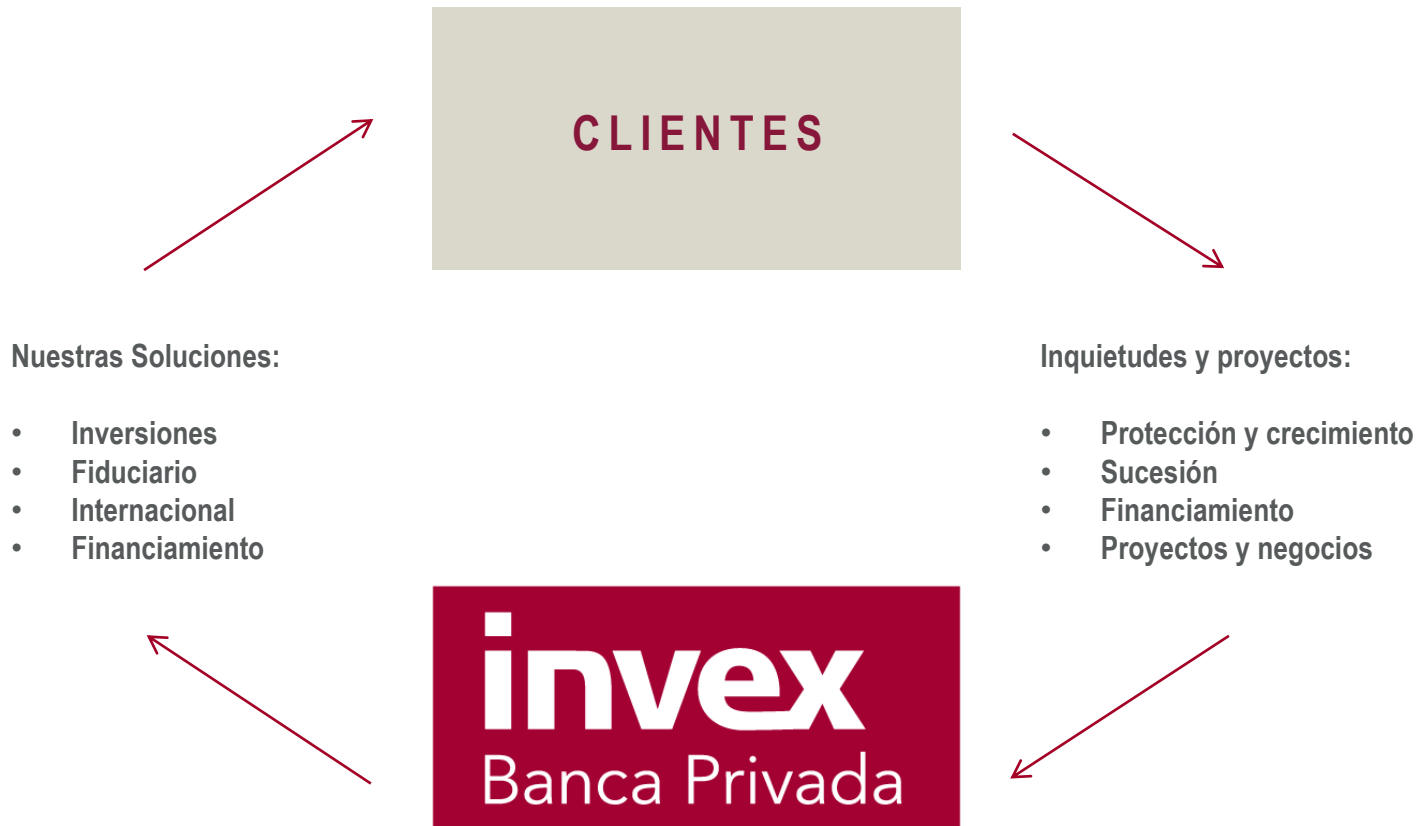 CLIENTES
Nuestras Soluciones:
• Inversiones
• Fiduciario
• Internacional
• Financiamiento
Inquietudes y proyectos:
• Protección y crecimiento
• Sucesión
• Financiamiento
• Proyectos y negocios
invex
Banca Privada